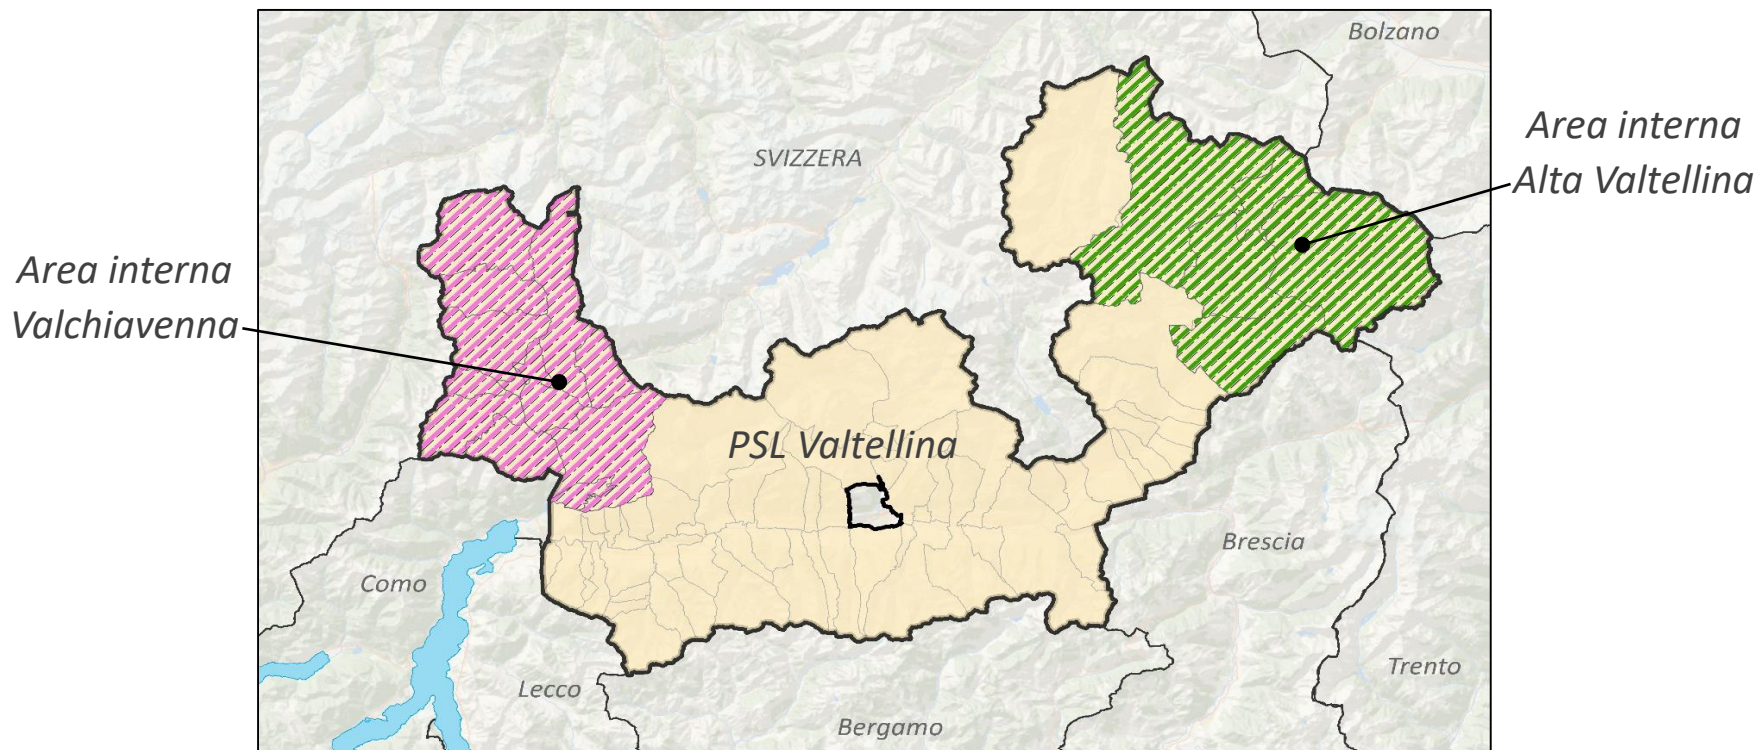 Bolzano
Area interna
Alta Valtellina
SVIZZERA
Area interna
Valchiavenna
PSL Valtellina
Brescia
Como
Trento
Lecco
Bergamo